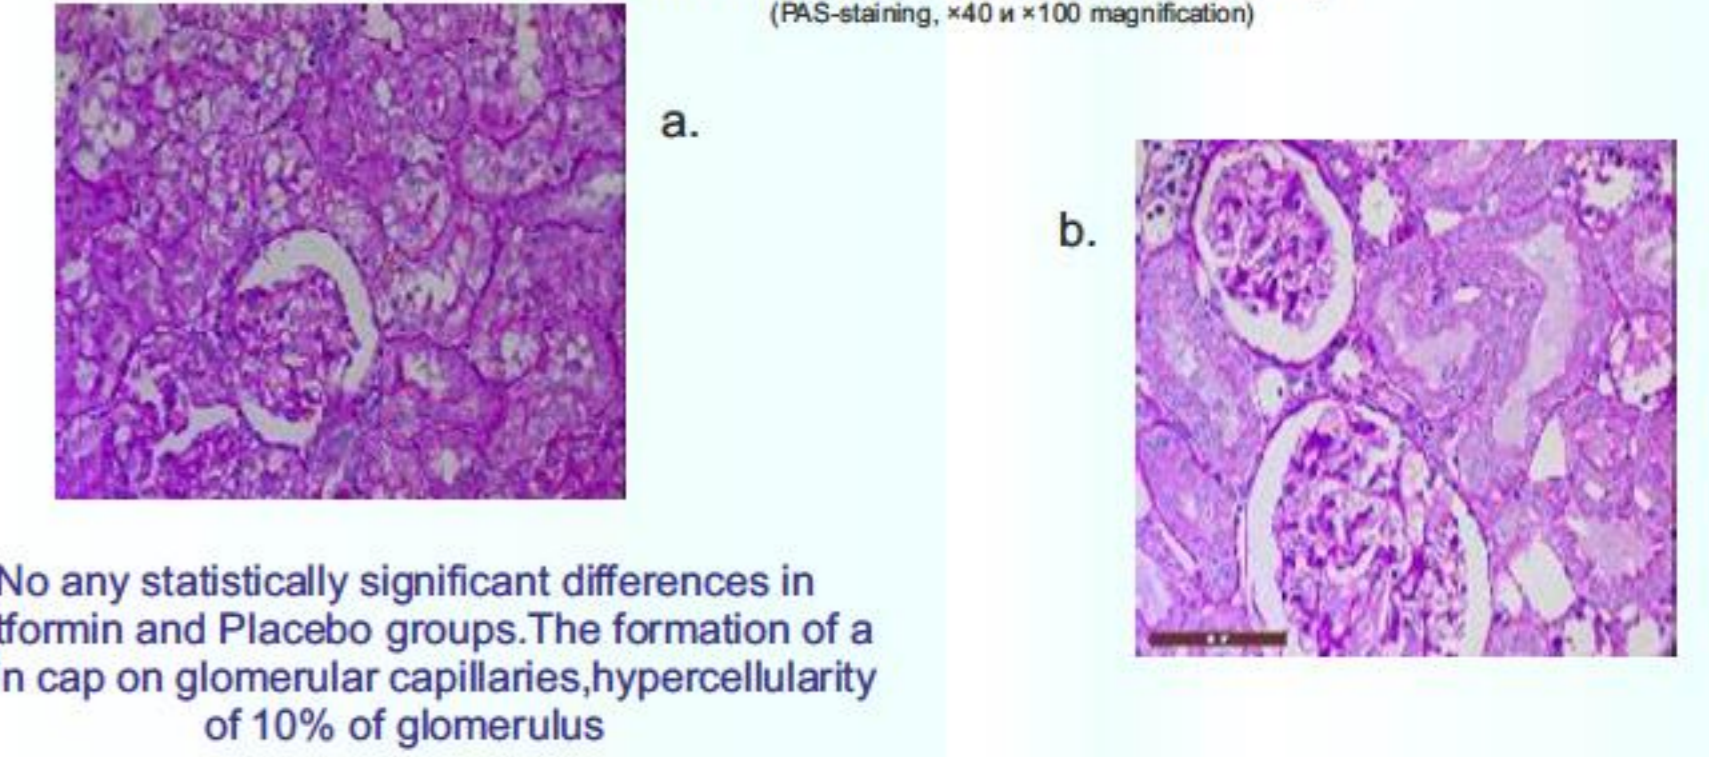 (PAS-staining, ×40 и ×100 magnification)
a.
b.
No any statistically significant differences in
tformin and Placebo groups.The formation of a
n cap on glomerular capillaries,hypercellularity
of 10% of glomerulus